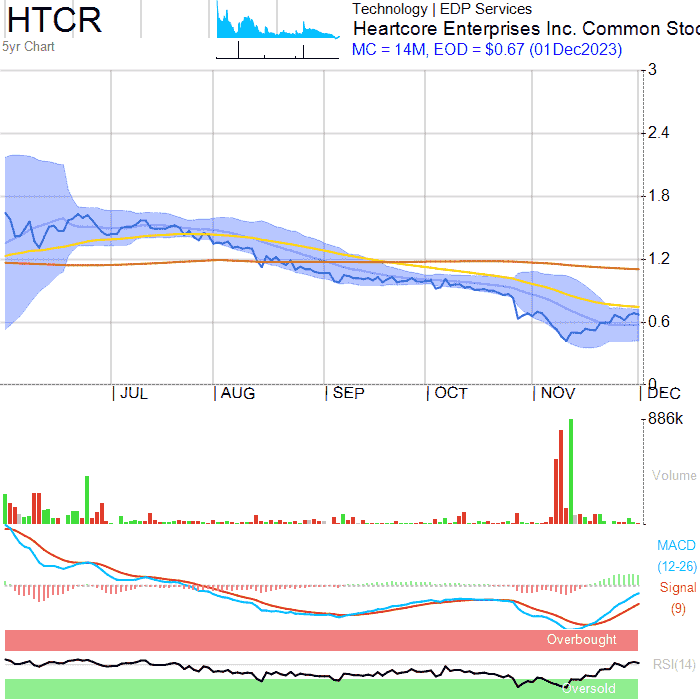 HTCR
5yr Chart
Technology | EDP Services
Heartcore Enterprises Inc. Common Stoc
MC = 14M, EOD = $0.67 (01Dec2023)
3
2.4
1.8
1.2
0.6
0
JUL AUG SEP OCT NOV DEC
886k
Volume
MACD
(12-26)
Signal
(9)
Overbought
RSI(14)
Oversold